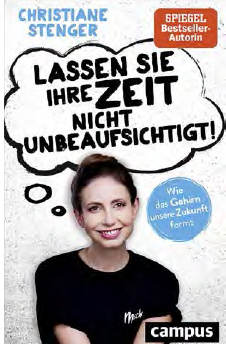 CHRISTIANE
STENGER
SPIEGEL
Bestseller-
Autorin
LASSEN SIE
IHRE ZEIT
NICHT
UNBEAUFSICHTIGT!
Wie
das Gehirn
unsere Zukunft
formt
campus